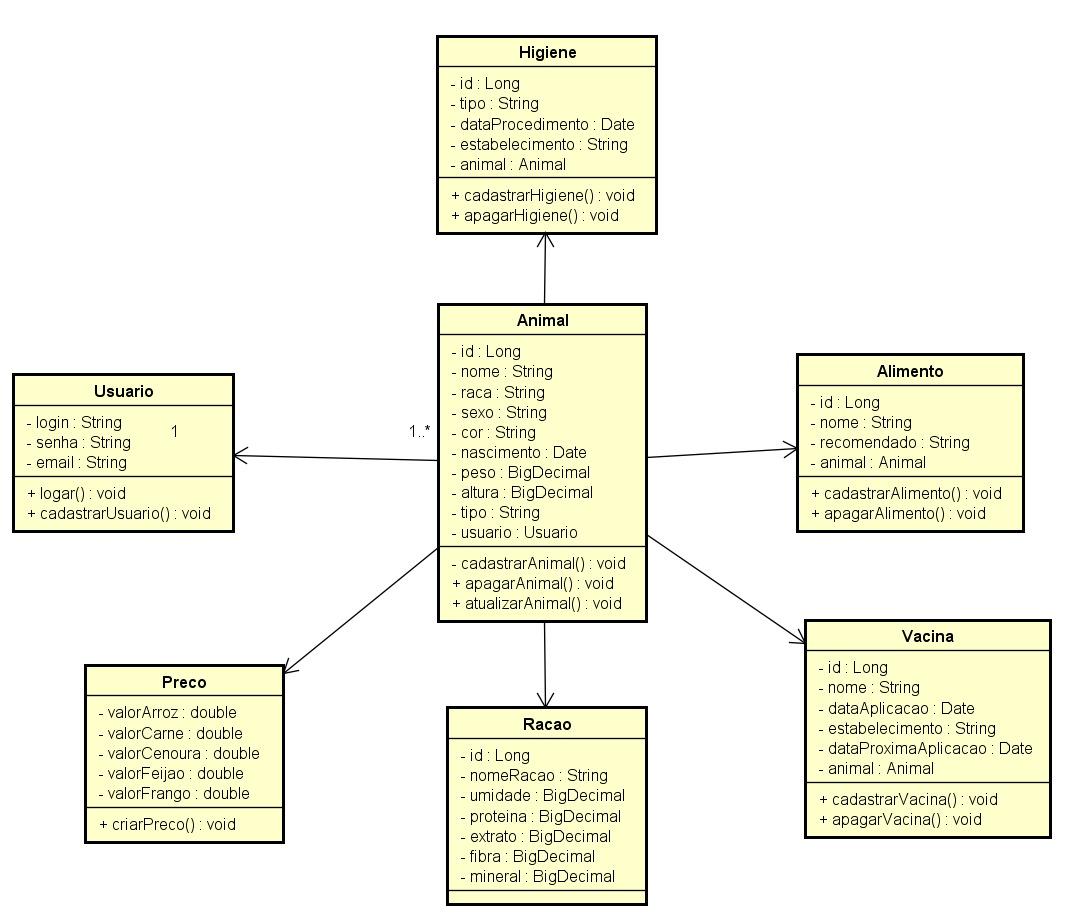 Higiene
- id : Long
- tipo : String
- dataProcedimento : Date
- estabelecimento : String
- animal : Animal
+ cadastrarHigiene() : void
+ apagarHigiene() : void
Animal
- id : Long
- nome : String
- raca : String
- sexo : String
- cor : String
- nascimento : Date
- peso : BigDecimal
- altura : BigDecimal
- tipo : String
- usuario : Usuario
- cadastrarAnimal() : void
+ apagarAnimal() : void
+ atualizarAnimal() : void
Usuario
- login : String
- senha : String
- email : String
+ logar() : void
+ cadastrarUsuario() : void
1
1..*
Alimento
- id : Long
- nome : String
- recomendado : String
- animal : Animal
+ cadastrarAlimento() : void
+ apagarAlimento() : void
Preco
- valorArroz : double
- valorCarne : double
- valorCenoura : double
- valorFeijao : double
- valorFrango : double
+ criarPreco() : void
Racao
- id : Long
- nomeRacao : String
- umidade : BigDecimal
- proteina : BigDecimal
- extrato : BigDecimal
- fibra : BigDecimal
- mineral : BigDecimal
Vacina
- id : Long
- nome : String
- dataAplicacao : Date
- estabelecimento : String
- dataProximaAplicacao : Date
- animal : Animal
+ cadastrarVacina() : void
+ apagarVacina() : void